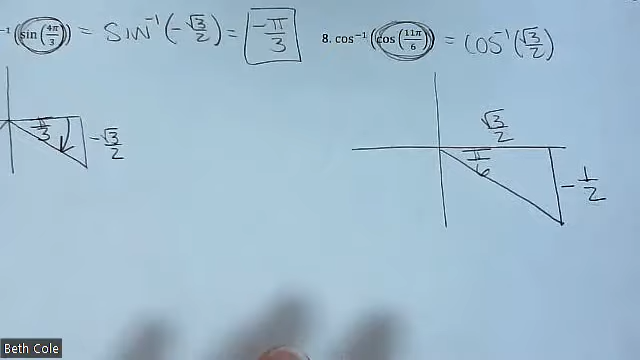 ⁻¹(sin(4π/3)) = sin⁻¹(-√3/2) = -π/3
8. cos⁻¹(cos(11π/6)) = cos⁻¹(√3/2)
π/3
-√3/2
√3/2
π/6
-1/2
Beth Cole